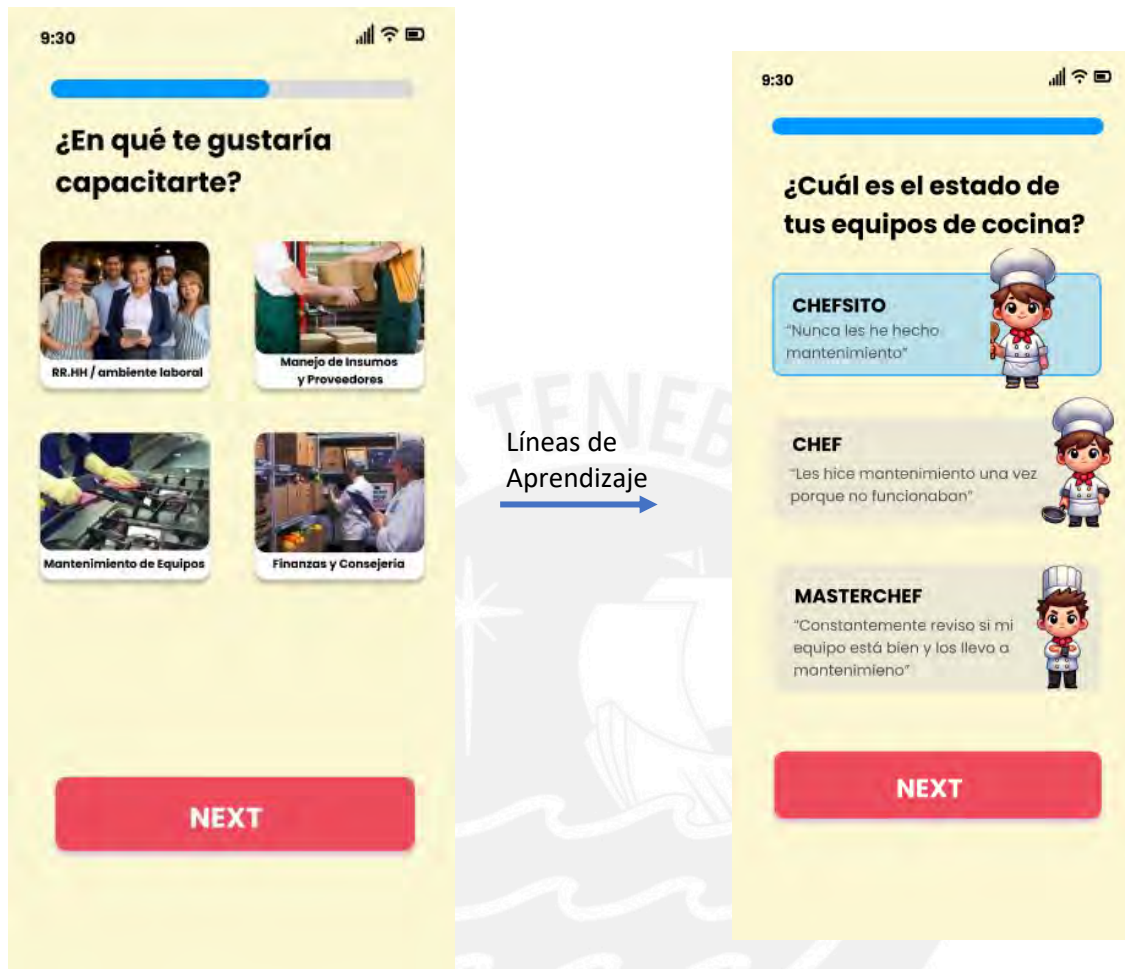 9:30
¿En qué te gustaría
capacitarte?
RR.HH / ambiente laboral
Manejo de Insumos
y Proveedores
Mantenimiento de Equipos
Finanzas y Consejería
NEXT
TENEB
Líneas de
Aprendizaje
9:30
¿Cuál es el estado de
tus equipos de cocina?
CHEFSITO
“Nunca les he hecho
mantenimiento”
CHEF
“Les hice mantenimiento una vez
porque no funcionaban”
MASTERCHEF
“Constantemente reviso si mi
equipo está bien y los llevo a
mantenimieno”
NEXT